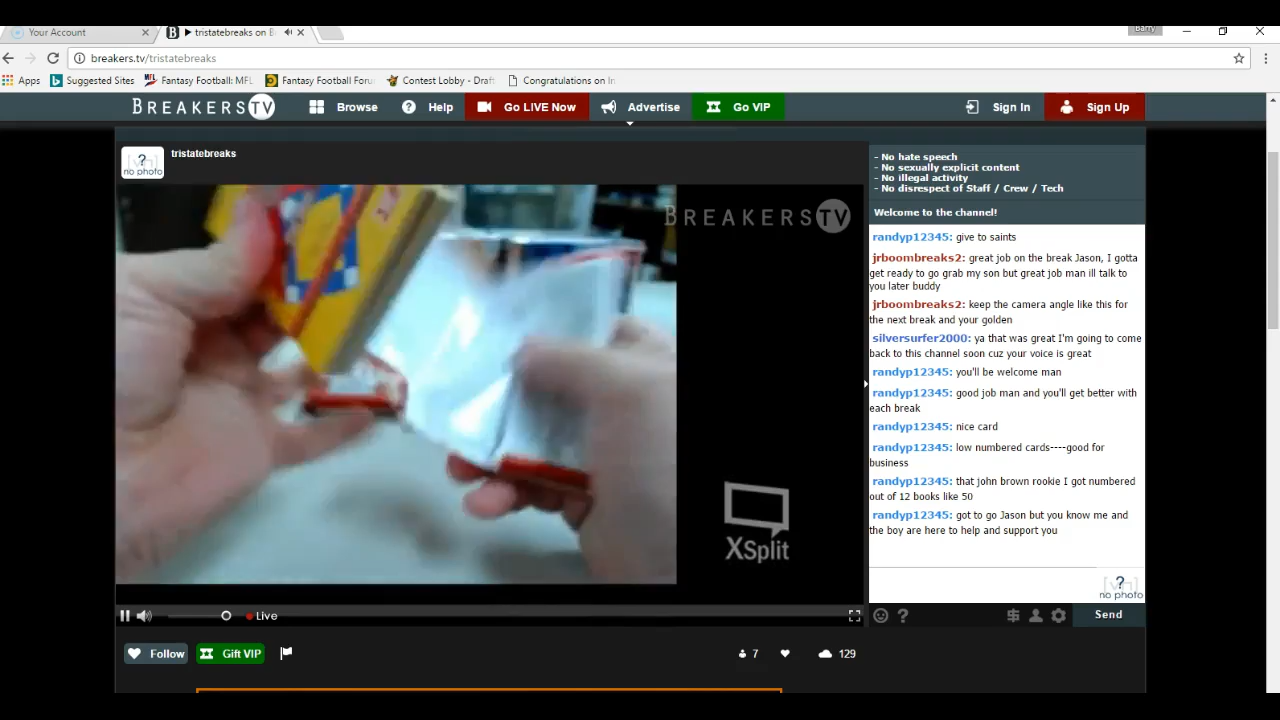 Your Account
tristatebreaks on B
Barry
breakers.tv/tristatebreaks
Apps
Suggested Sites
Fantasy Football: MFL
Fantasy Football Foru
Contest Lobby - Draft
Congratulations on In
BREAKERS TV
Browse
Help
Go LIVE Now
Advertise
Go VIP
Sign In
Sign Up
?
no photo
tristatebreaks
BREAKERS TV
XSplit
Live
Follow
Gift VIP
7
129
- No hate speech
- No sexually explicit content
- No illegal activity
- No disrespect of Staff / Crew / Tech
Welcome to the channel!
randyp12345: give to saints
jrboombreaks2: great job on the break Jason, I gotta
get ready to go grab my son but great job man ill talk to
you later buddy
jrboombreaks2: keep the camera angle like this for
the next break and your golden
silversurfer2000: ya that was great I'm going to come
back to this channel soon cuz your voice is great
randyp12345: you'll be welcome man
randyp12345: good job man and you'll get better with
each break
randyp12345: nice card
randyp12345: low numbered cards----good for
business
randyp12345: that john brown rookie I got numbered
out of 12 books like 50
randyp12345: got to go Jason but you know me and
the boy are here to help and support you
?
no photo
Send